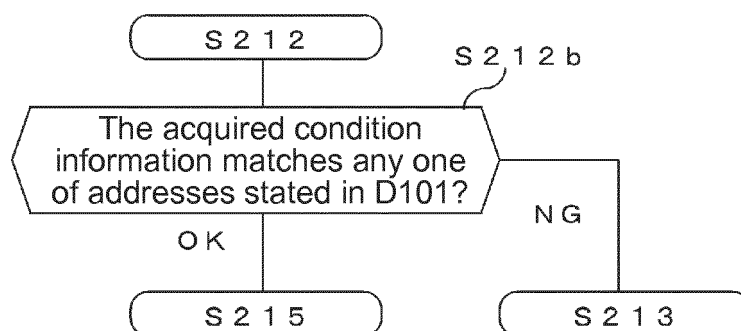 S212
S212b
The acquired condition
information matches any one
of addresses stated in D101?
OK
NG
S215
S213